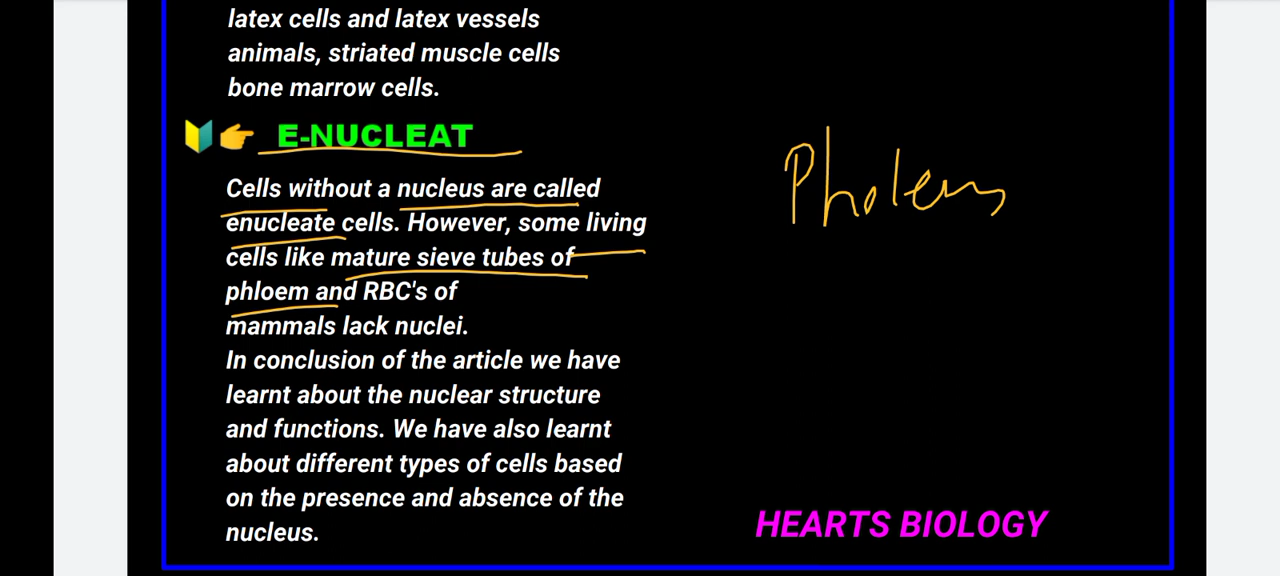 latex cells and latex vessels
animals, striated muscle cells
bone marrow cells.
E-NUCLEAT
Cells without a nucleus are called
enucleate cells. However, some living
cells like mature sieve tubes of
phloem and RBC's of
mammals lack nuclei.
In conclusion of the article we have
learnt about the nuclear structure
and functions. We have also learnt
about different types of cells based
on the presence and absence of the
nucleus.
Pholem
HEARTS BIOLOGY